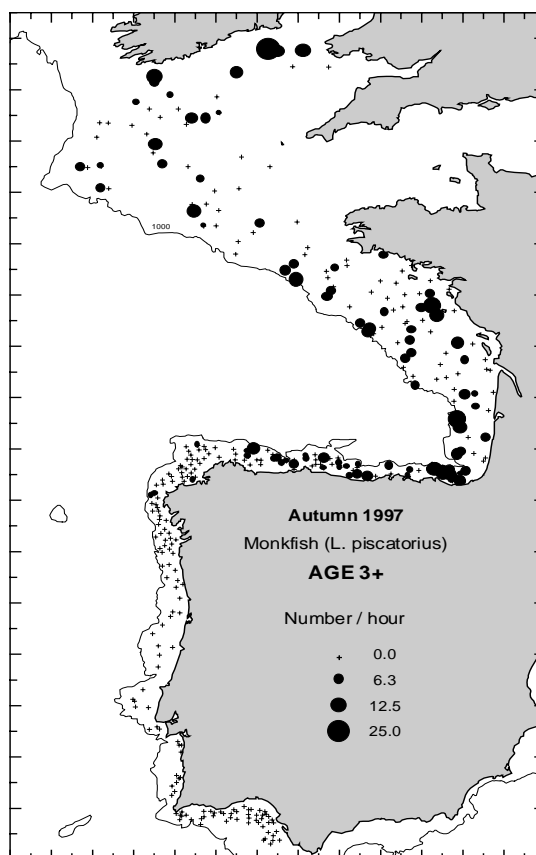 1000
Autumn 1997
Monkfish (L. piscatorius)
AGE 3+
Number / hour
0.0
6.3
12.5
25.0